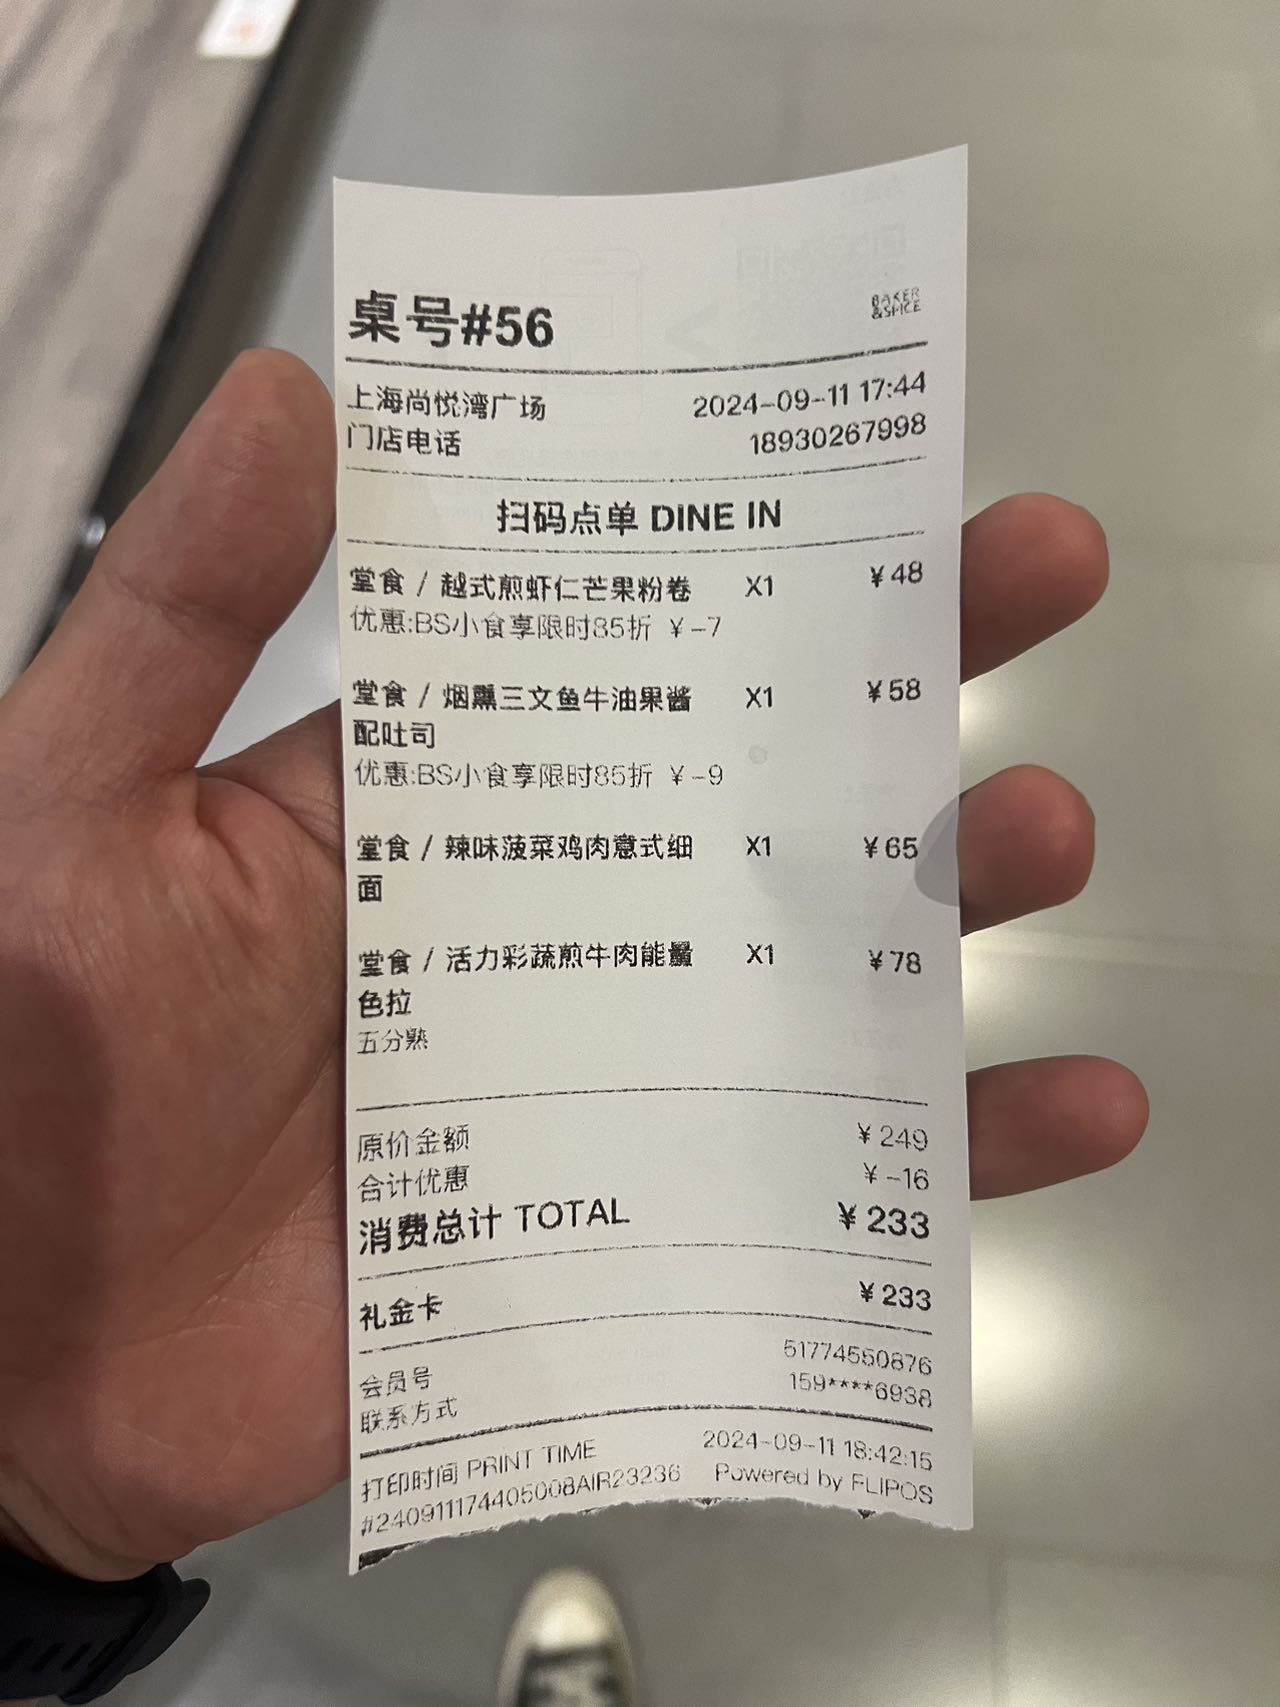 桌号#56
BAKER
&SPICE
上海尚悦湾广场 2024-09-11 17:44
门店电话 18930267998
扫码点单 DINE IN
堂食 / 越式煎虾仁芒果粉卷 X1 ¥48
优惠:BS小食享限时85折 ¥-7
堂食 / 烟熏三文鱼牛油果酱 X1 ¥58
配吐司
优惠:BS小食享限时85折 ¥-9
堂食 / 辣味菠菜鸡肉意式细 X1 ¥65
面
堂食 / 活力彩蔬煎牛肉能量 X1 ¥78
色拉
五分熟
原价金额 ¥249
合计优惠 ¥-16
消费总计 TOTAL ¥233
礼金卡 ¥233
会员号 51774550876
联系方式 159****6938
打印时间 PRINT TIME 2024-09-11 18:42:15
#240911174405008AIR23236 Powered by FLIPOS